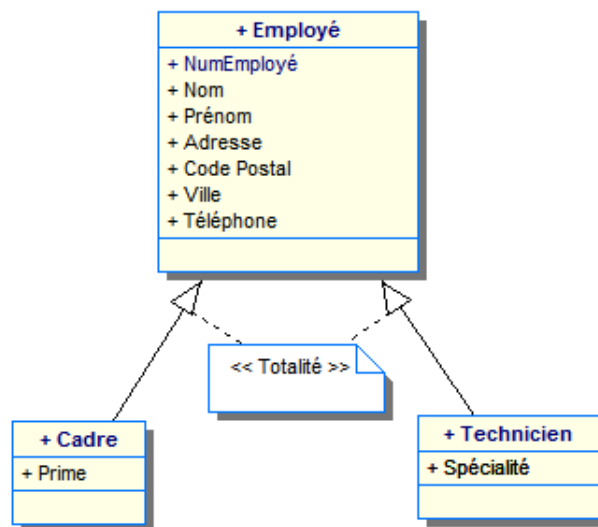 + Employé
+ NumEmployé
+ Nom
+ Prénom
+ Adresse
+ Code Postal
+ Ville
+ Téléphone
<< Totalité >>
+ Cadre
+ Prime
+ Technicien
+ Spécialité